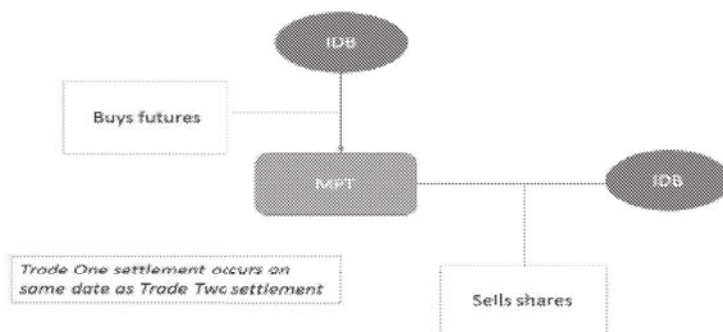 IDB
Buys futures
MPT
IDB
Trade One settlement occurs on
same date as Trade Two settlement
Sells shares